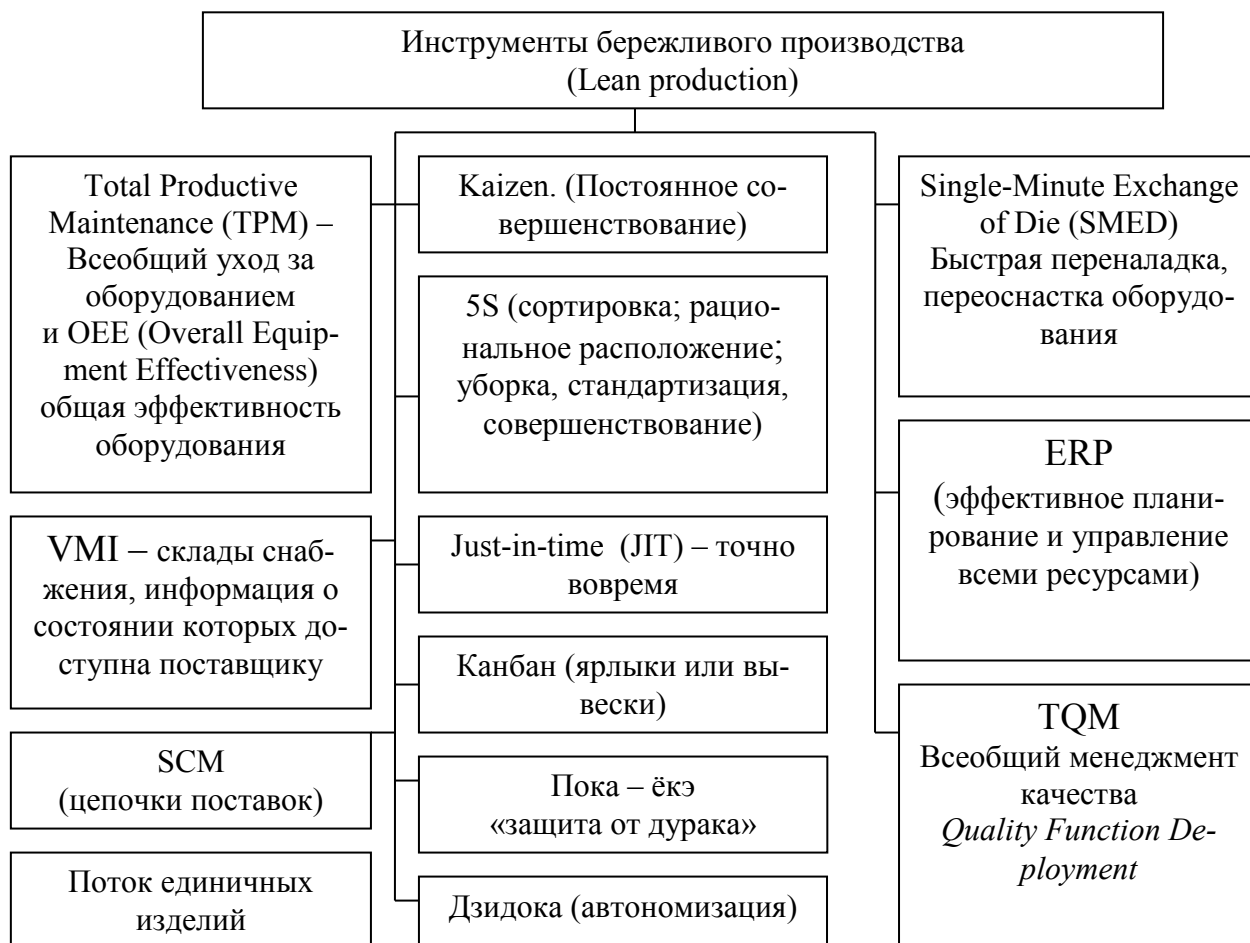 Инструменты бережливого производства
(Lean production)
Total Productive
Maintenance (TPM) –
Всеобщий уход за
оборудованием
и OEE (Overall Equip-
ment Effectiveness)
общая эффективность
оборудования
VMI – склады снаб-
жения, информация о
состоянии которых до-
ступна поставщику
SCM
(цепочки поставок)
Поток единичных
изделий
Kaizen. (Постоянное со-
вершенствование)
5S (сортировка; рацио-
нальное расположение;
уборка, стандартизация,
совершенствование)
Just-in-time (JIT) – точно
вовремя
Канбан (ярлыки или вы-
вески)
Пока – ёкэ
«защита от дурака»
Дзидока (автономизация)
Single-Minute Exchange
of Die (SMED)
Быстрая переналадка,
переоснастка оборудо-
вания
ERP
(эффективное плани-
рование и управление
всеми ресурсами)
TQM
Всеобщий менеджмент
качества
Quality Function De-
ployment